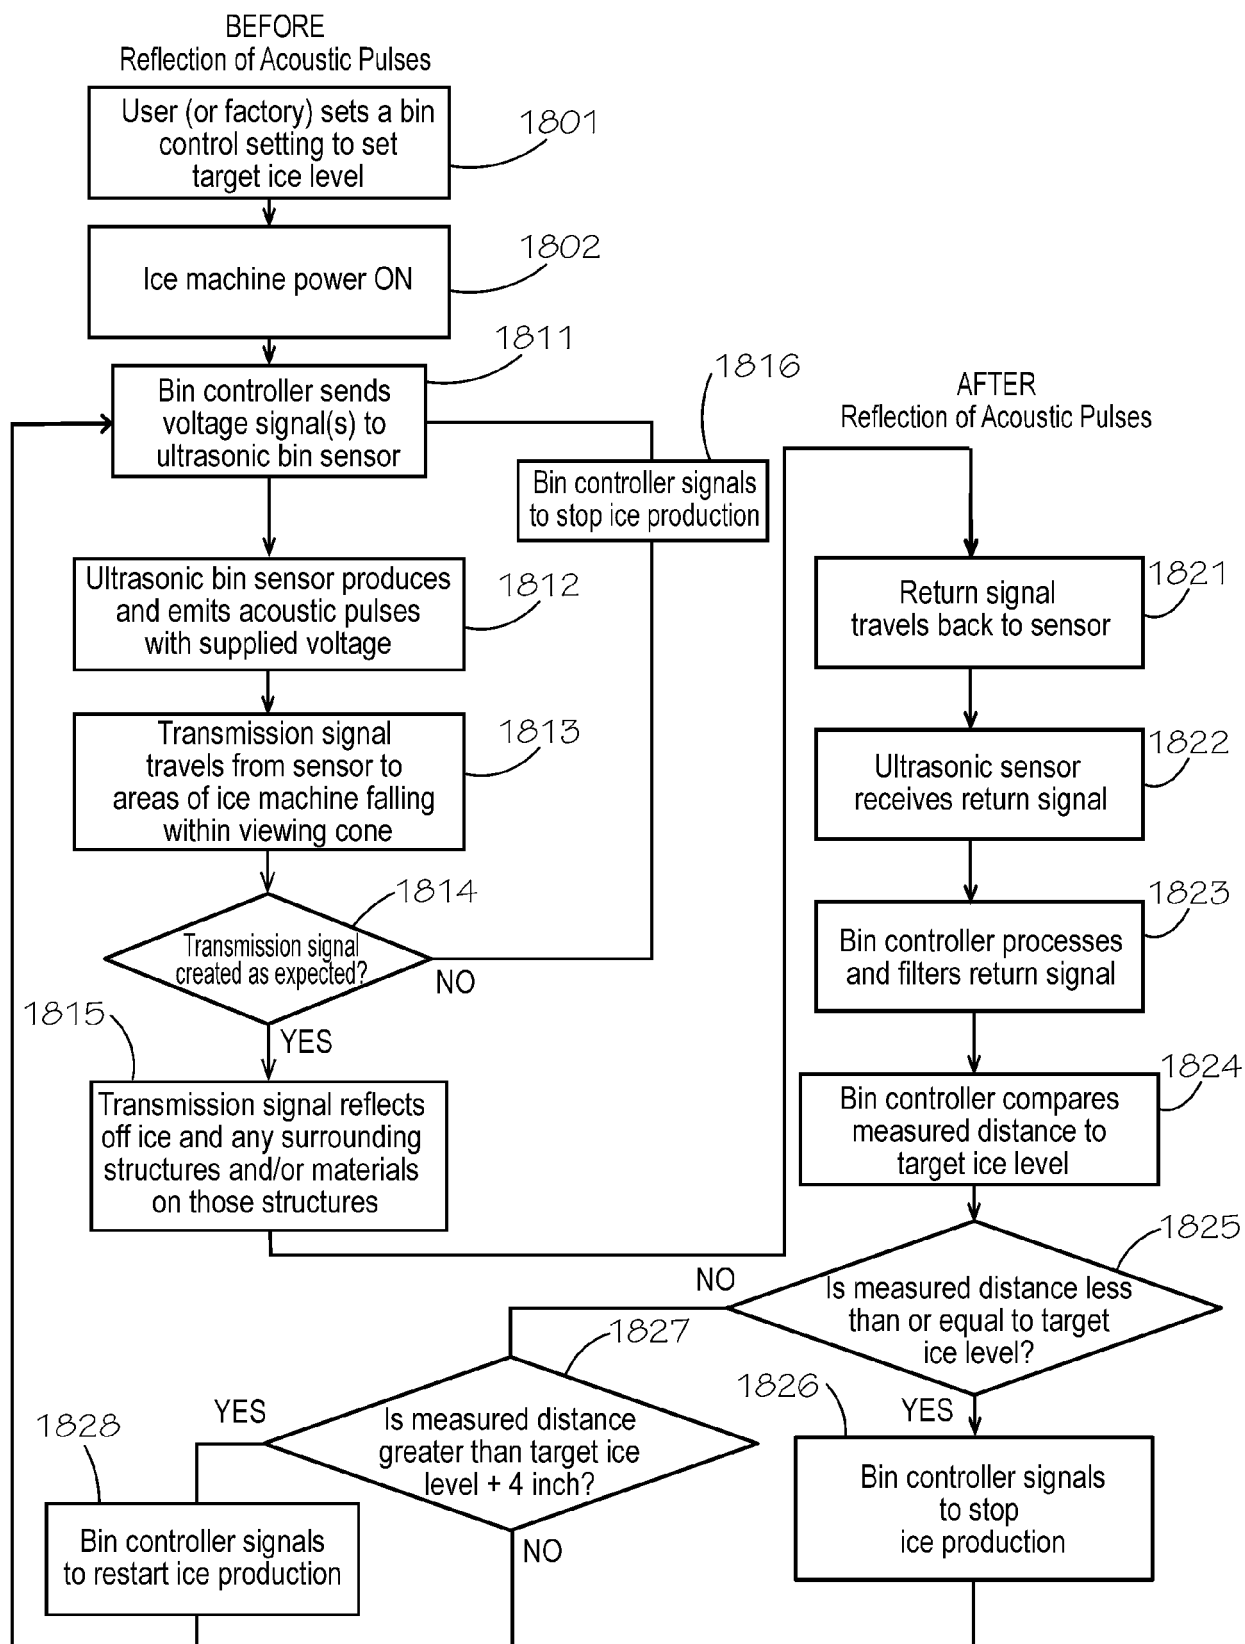 BEFORE
Reflection of Acoustic Pulses
User (or factory) sets a bin
control setting to set
target ice level
1801
Ice machine power ON
1802
1811
Bin controller sends
voltage signal(s) to
ultrasonic bin sensor
1816
Bin controller signals
to stop ice production
Ultrasonic bin sensor produces
and emits acoustic pulses
with supplied voltage
1812
Transmission signal
travels from sensor to
areas of ice machine falling
within viewing cone
1813
1814
Transmission signal
created as expected?
NO
YES
1815
Transmission signal reflects
off ice and any surrounding
structures and/or materials
on those structures
AFTER
Reflection of Acoustic Pulses
1821
Return signal
travels back to sensor
1822
Ultrasonic sensor
receives return signal
1823
Bin controller processes
and filters return signal
1824
Bin controller compares
measured distance to
target ice level
1825
Is measured distance less
than or equal to target
ice level?
NO
YES
1826
Bin controller signals
to stop
ice production
1827
Is measured distance
greater than target ice
level + 4 inch?
YES
NO
1828
Bin controller signals
to restart ice production